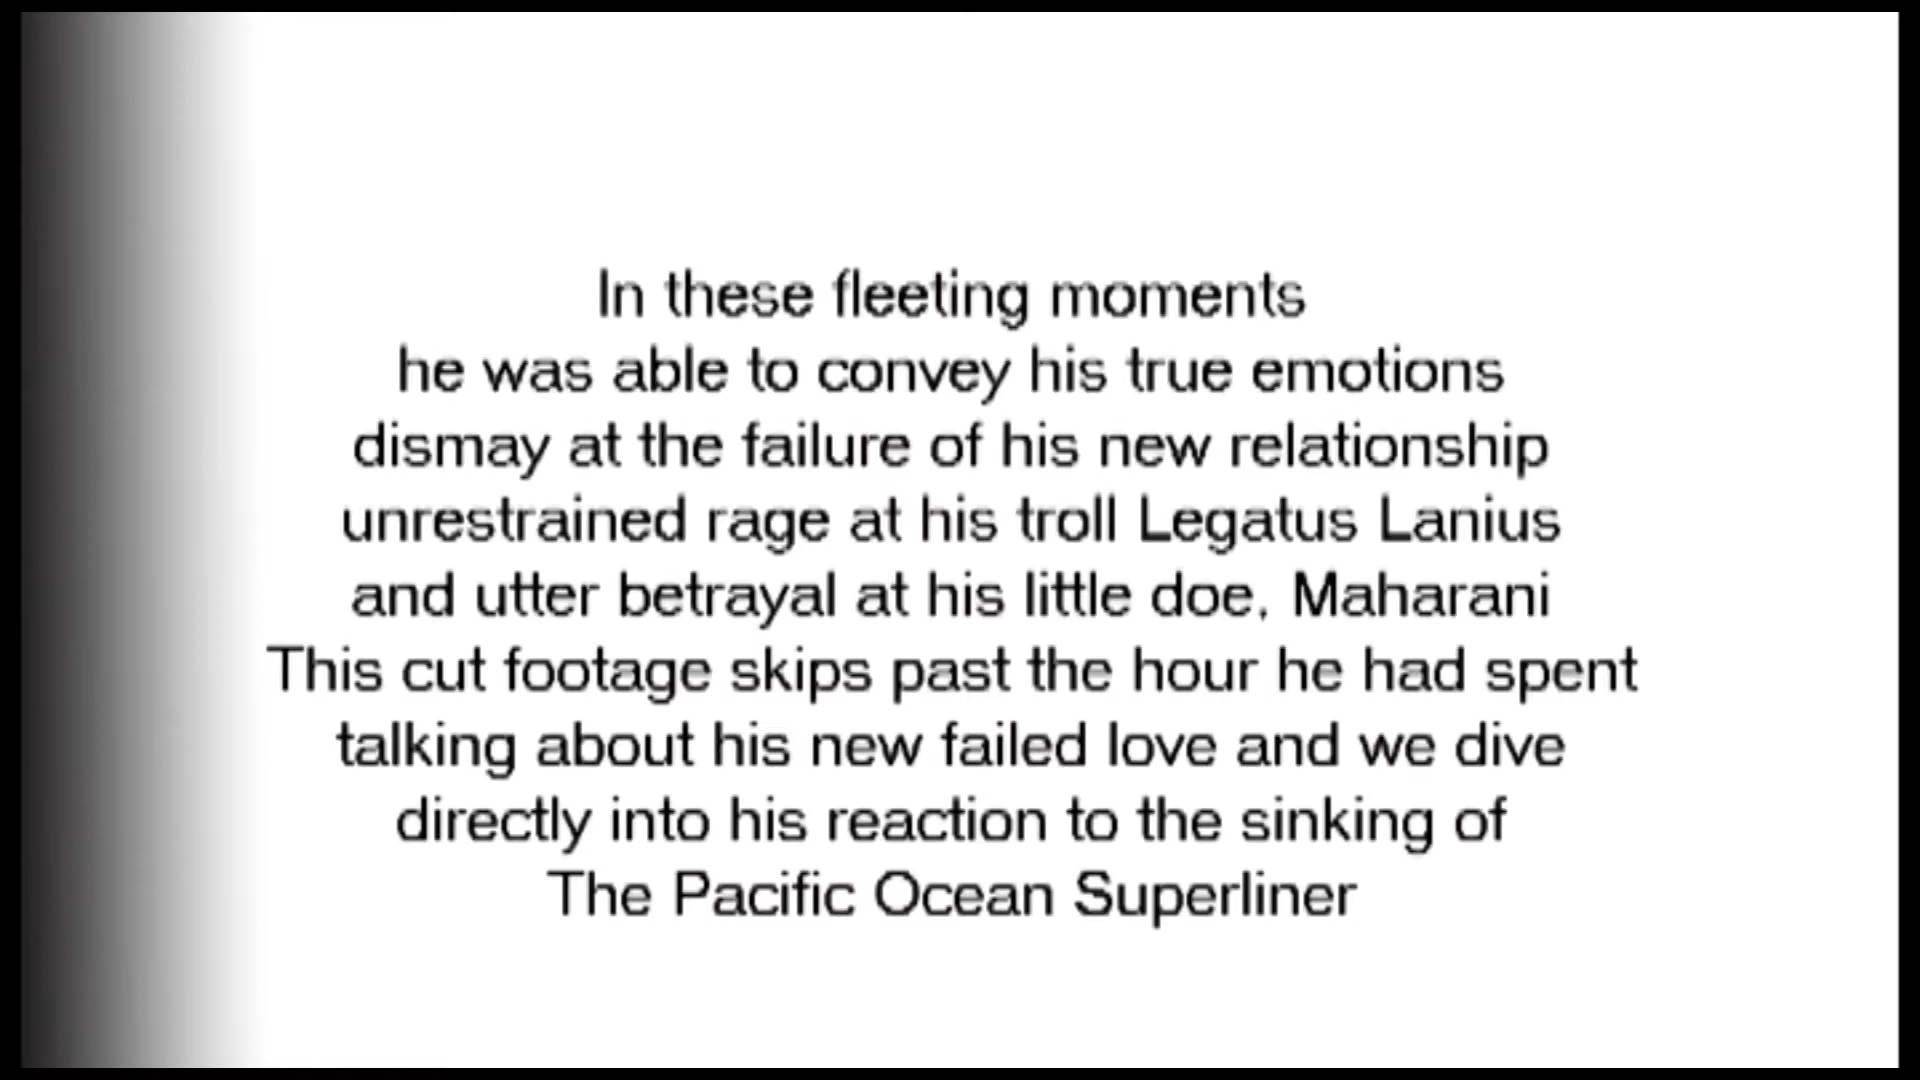 In these fleeting moments
he was able to convey his true emotions
dismay at the failure of his new relationship
unrestrained rage at his troll Legatus Lanius
and utter betrayal at his little doe, Maharani
This cut footage skips past the hour he had spent
talking about his new failed love and we dive
directly into his reaction to the sinking of
The Pacific Ocean Superliner